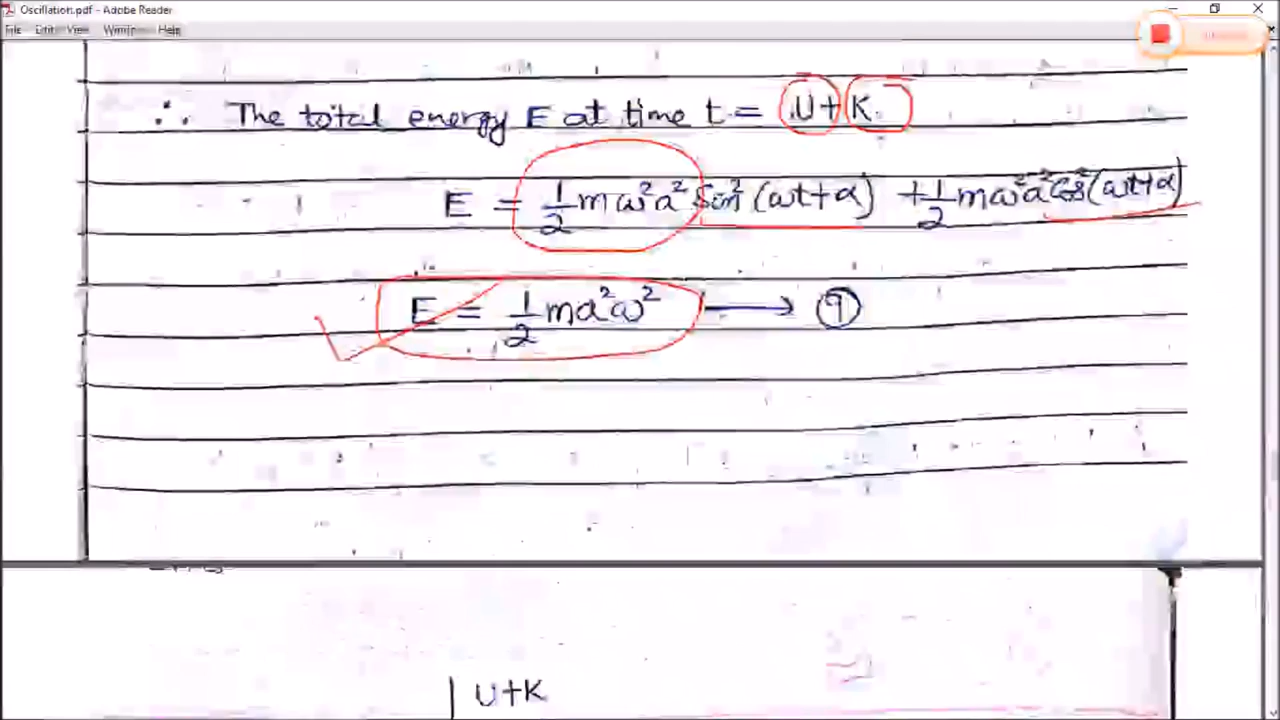 Oscillation.pdf - Adobe Reader
File Edit View Window Help
∴ The total energy E at time t = U+K.
E = 1/2 mω²a² Sin² (ωt+α) + 1/2 mω²a² Cos² (ωt+α)
E = 1/2 ma²ω² → ⑨
U+K